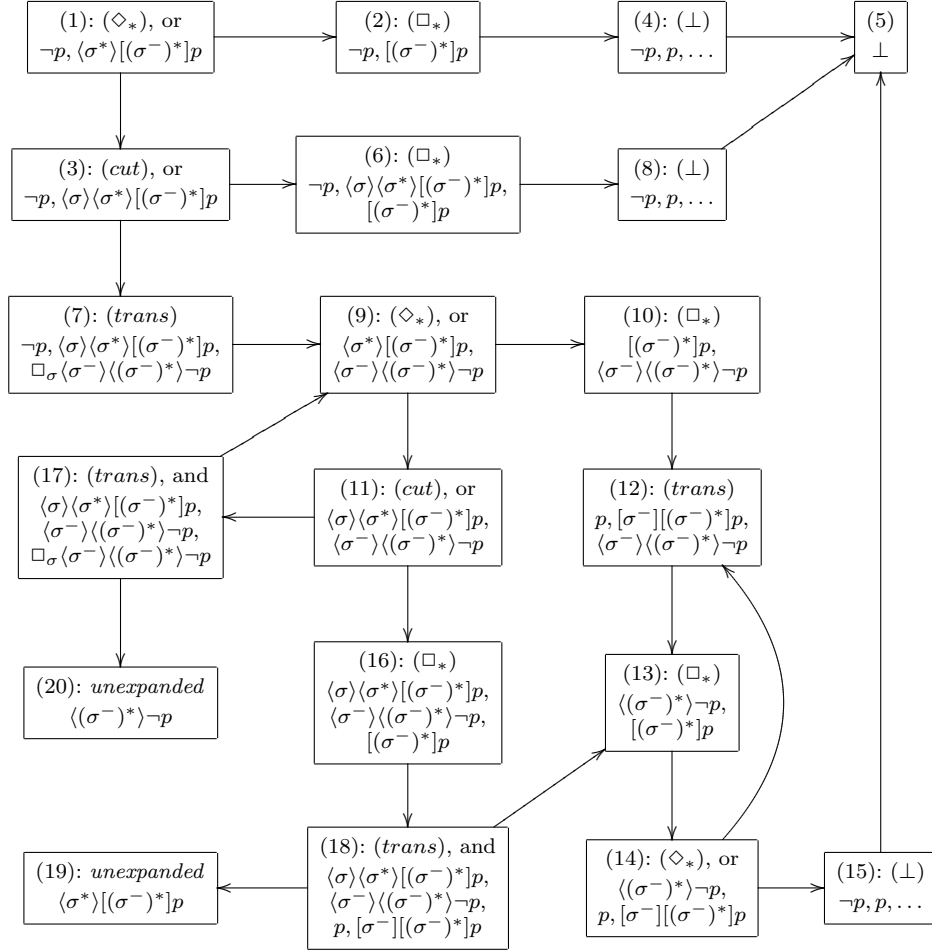 (1): (◇∗), or
¬p, ⟨σ*⟩[(σ⁻)*]p
(2): (□∗)
¬p, [(σ⁻)*]p
(4): (⊥)
¬p, p, . . .
(5)
⊥
(3): (cut), or
¬p, ⟨σ⟩⟨σ*⟩[(σ⁻)*]p
(6): (□∗)
¬p, ⟨σ⟩⟨σ*⟩[(σ⁻)*]p,
[(σ⁻)*]p
(8): (⊥)
¬p, p, . . .
(7): (trans)
¬p, ⟨σ⟩⟨σ*⟩[(σ⁻)*]p,
□σ⟨σ⁻⟩⟨(σ⁻)*⟩¬p
(9): (◇∗), or
⟨σ*⟩[(σ⁻)*]p,
⟨σ⁻⟩⟨(σ⁻)*⟩¬p
(10): (□∗)
[(σ⁻)*]p,
⟨σ⁻⟩⟨(σ⁻)*⟩¬p
(17): (trans), and
⟨σ⟩⟨σ*⟩[(σ⁻)*]p,
⟨σ⁻⟩⟨(σ⁻)*⟩¬p,
□σ⟨σ⁻⟩⟨(σ⁻)*⟩¬p
(11): (cut), or
⟨σ⟩⟨σ*⟩[(σ⁻)*]p,
⟨σ⁻⟩⟨(σ⁻)*⟩¬p
(12): (trans)
p, [σ⁻][(σ⁻)*]p,
⟨σ⁻⟩⟨(σ⁻)*⟩¬p
(20): unexpanded
⟨(σ⁻)*⟩¬p
(16): (□∗)
⟨σ⟩⟨σ*⟩[(σ⁻)*]p,
⟨σ⁻⟩⟨(σ⁻)*⟩¬p,
[(σ⁻)*]p
(13): (□∗)
⟨(σ⁻)*⟩¬p,
[(σ⁻)*]p
(19): unexpanded
⟨σ*⟩[(σ⁻)*]p
(18): (trans), and
⟨σ⟩⟨σ*⟩[(σ⁻)*]p,
⟨σ⁻⟩⟨(σ⁻)*⟩¬p,
p, [σ⁻][(σ⁻)*]p
(14): (◇∗), or
⟨(σ⁻)*⟩¬p,
p, [σ⁻][(σ⁻)*]p
(15): (⊥)
¬p, p, . . .